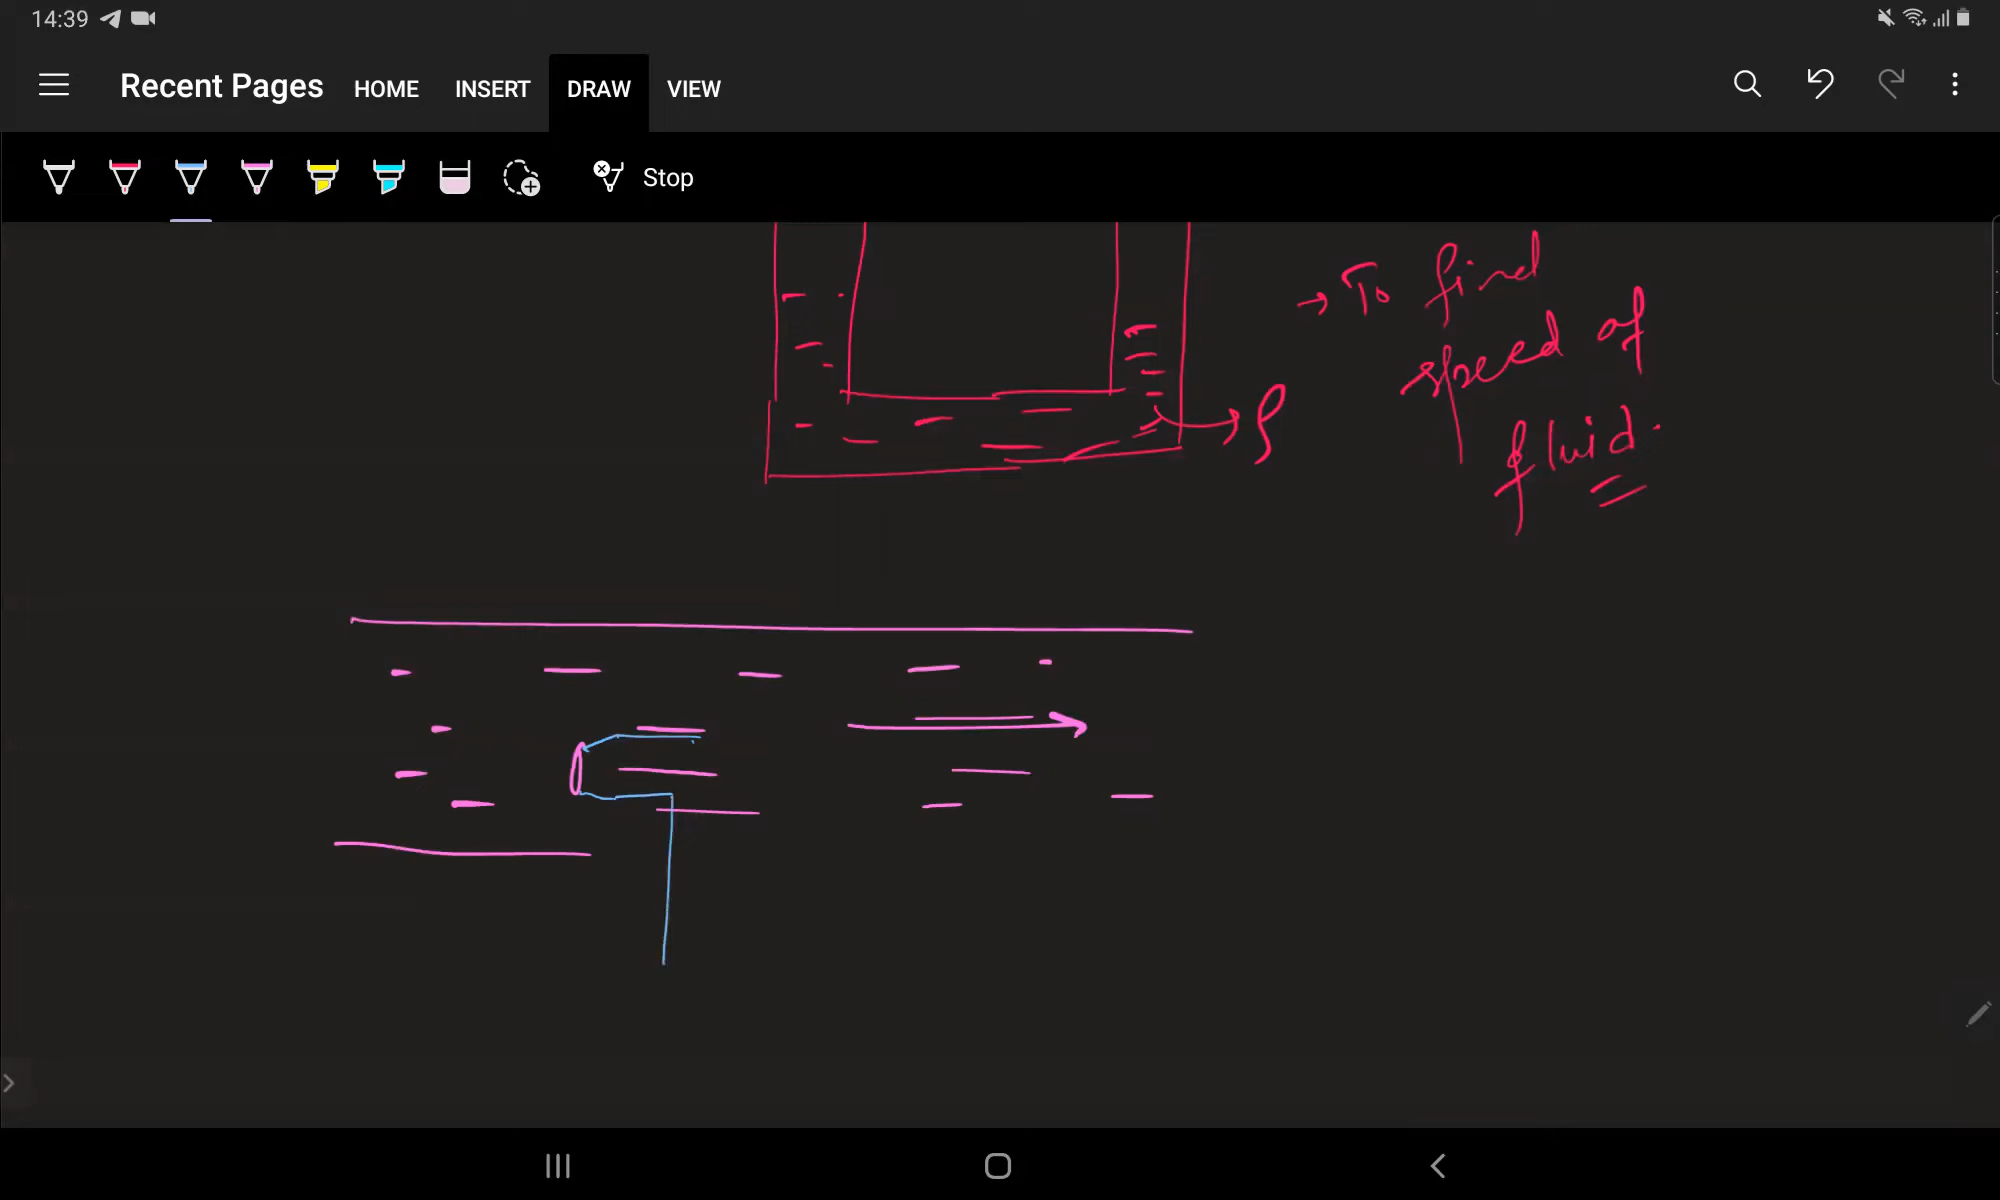 14:39
Recent Pages HOME INSERT DRAW VIEW
Stop
→ To find
speed of
fluid.
ρ